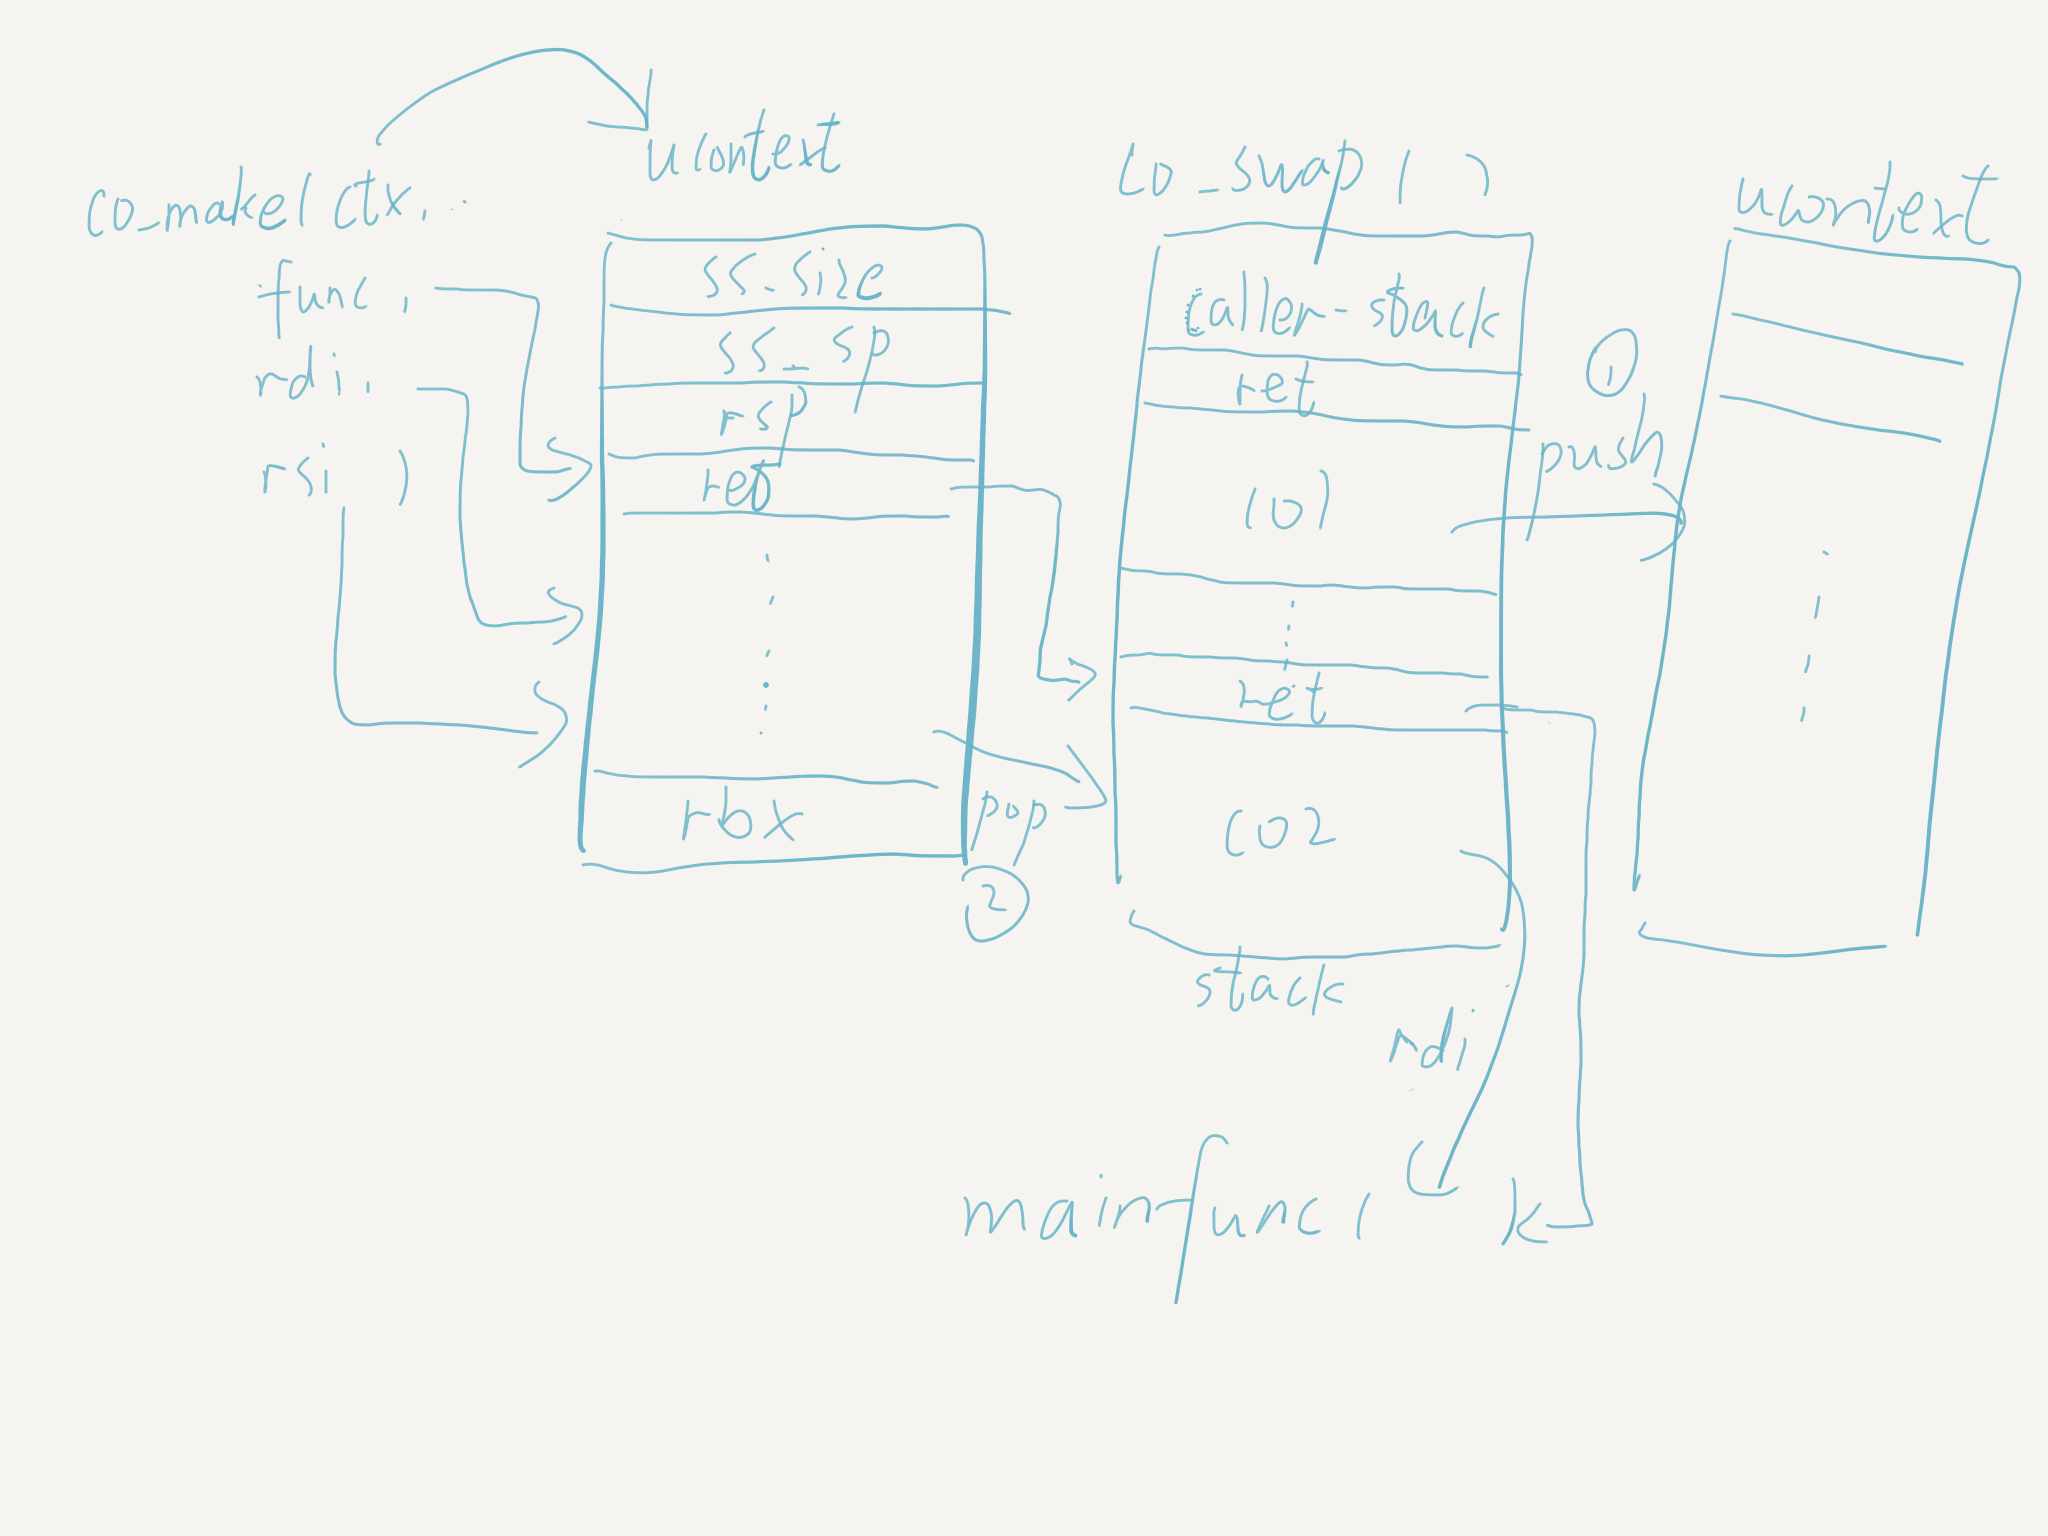 co_make(ctx, ..
func,
rdi,
rsi )
ucontext
ss_size
ss_sp
rsp
ret
rbx
pop
2
co_swap( )
caller-stack
ret
co1
ret
co2
stack
1
push
ucontext
rdi
mainfunc( )